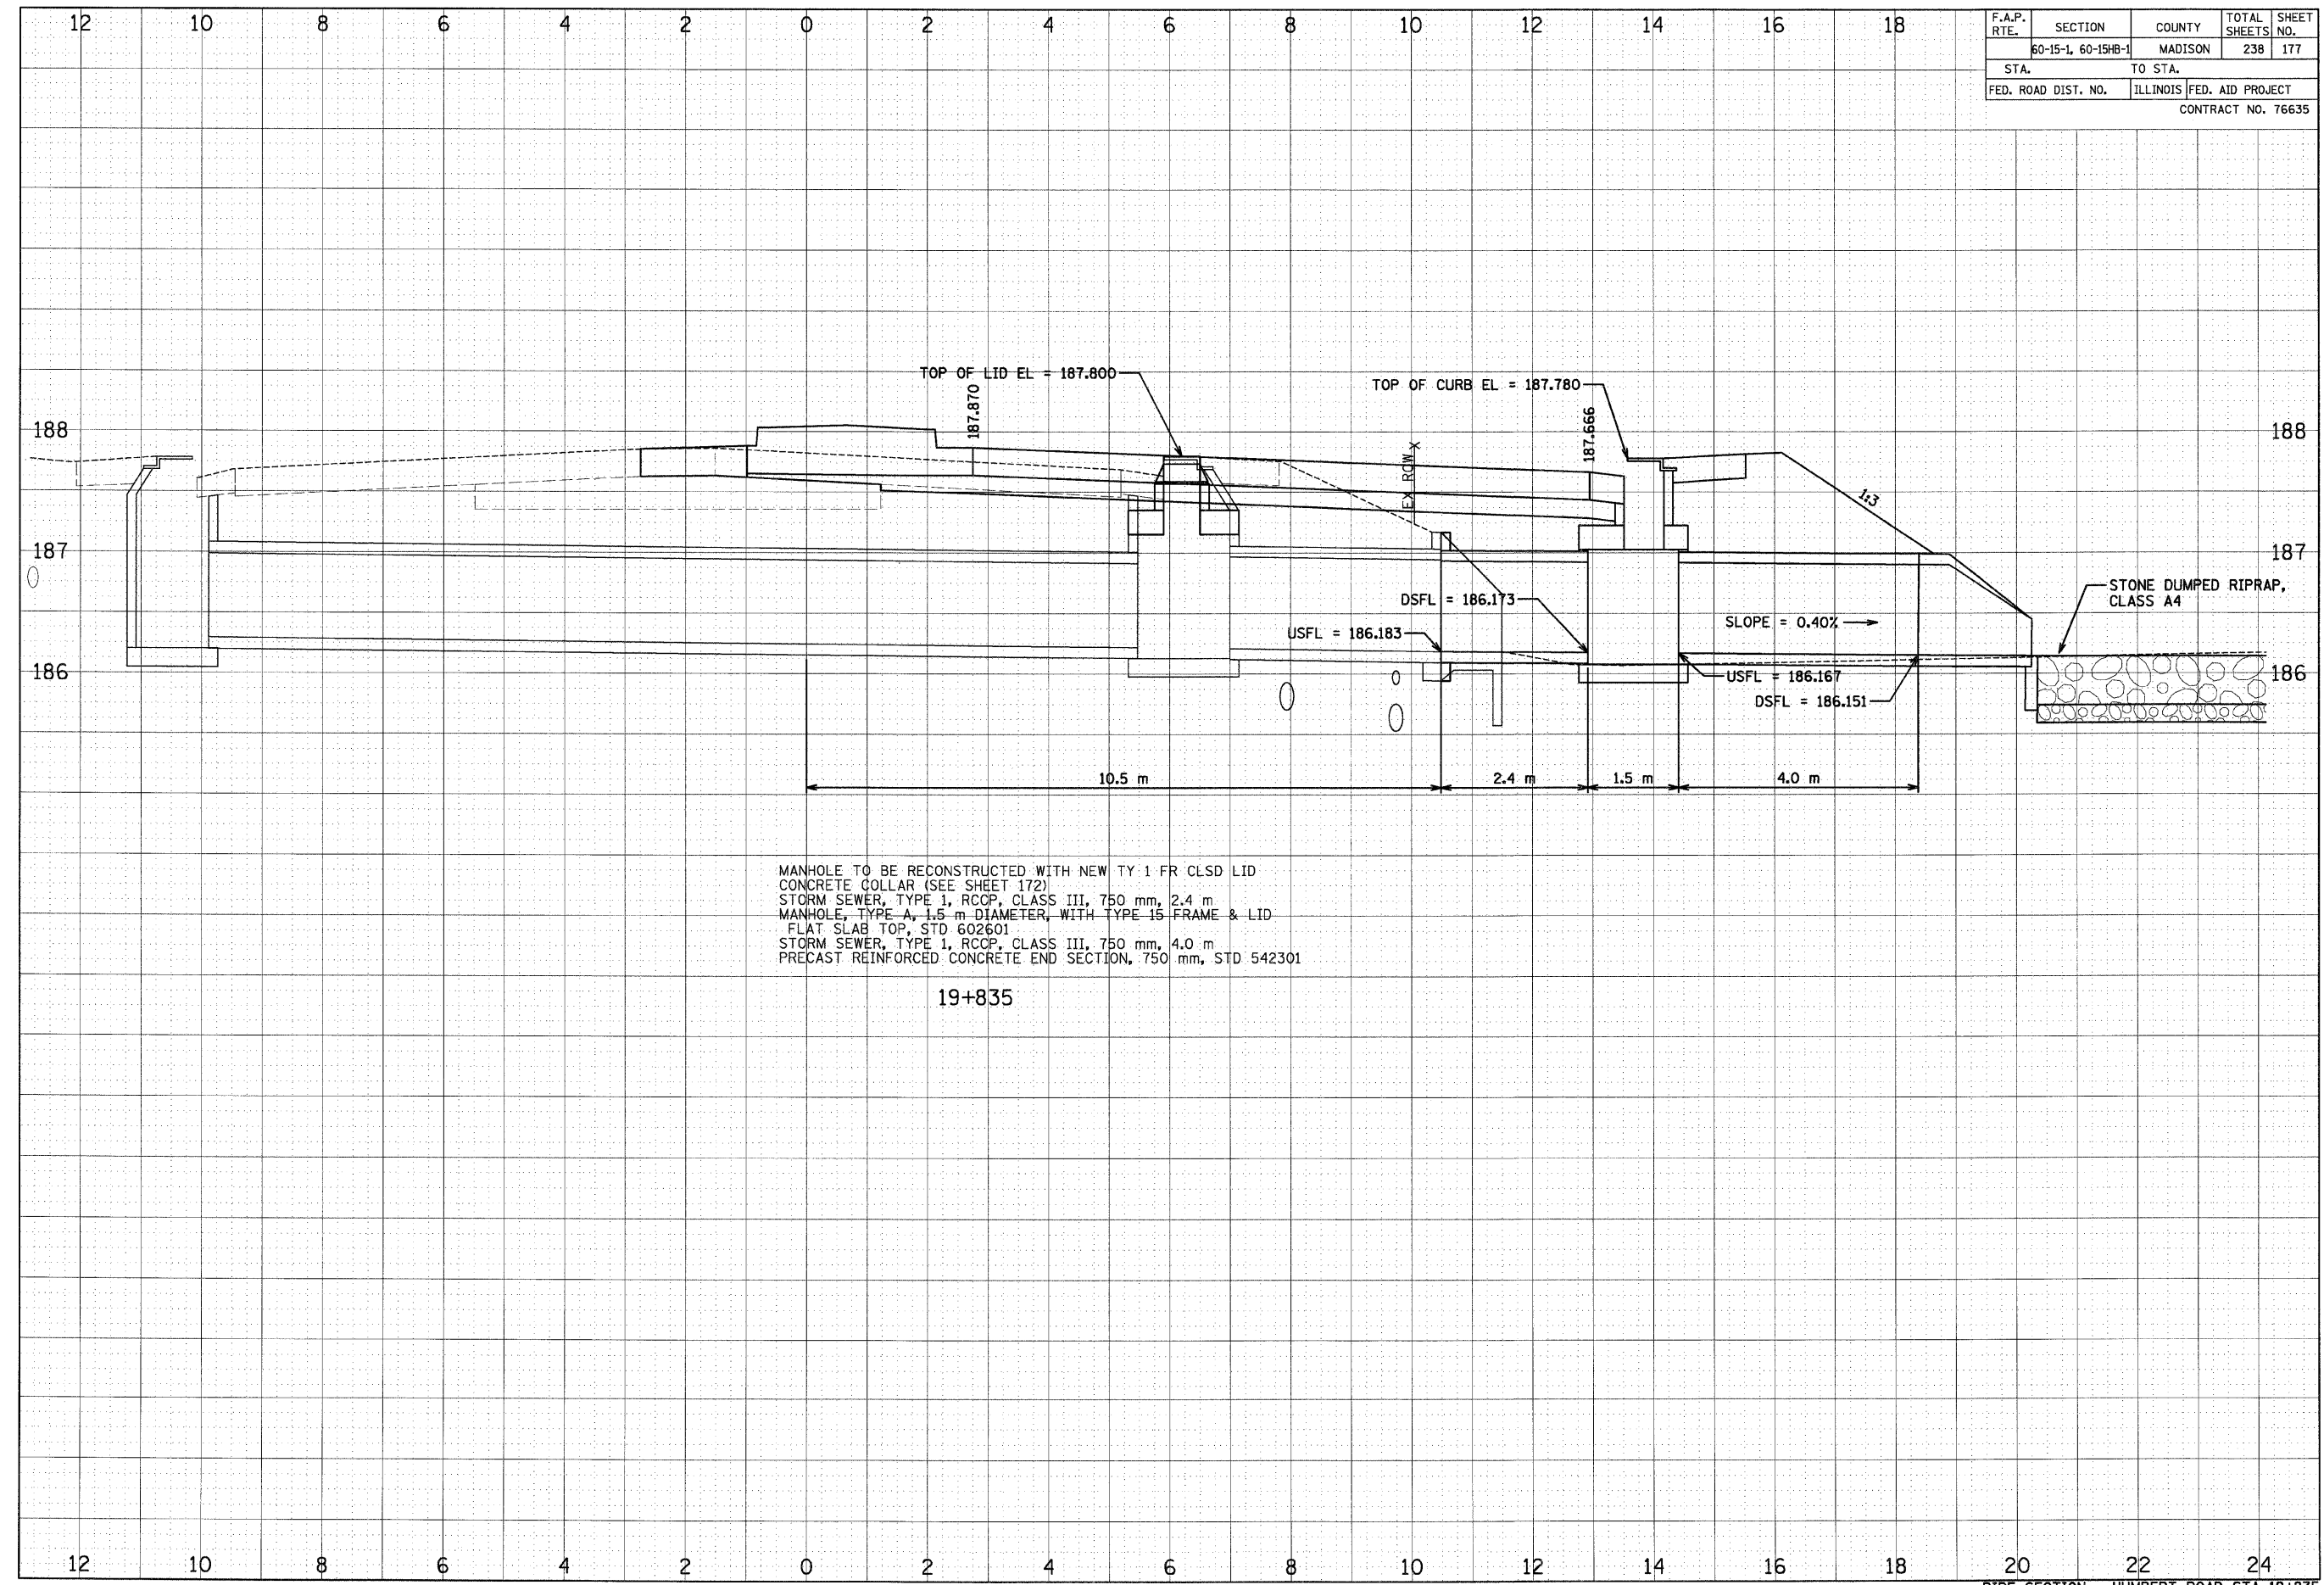 12 10 8 6 4 2 0 2 4 6 8 10 12 14 16 18
F.A.P. RTE. SECTION COUNTY TOTAL SHEETS SHEET NO.
60-15-1, 60-15HB-1 MADISON 238 177
STA. TO STA.
FED. ROAD DIST. NO. ILLINOIS FED. AID PROJECT
CONTRACT NO. 76635
TOP OF LID EL = 187.800
187.870
TOP OF CURB EL = 187.780
187.666
188 188
EX ROW X
1:3
187 187
STONE DUMPED RIPRAP,
CLASS A4
DSFL = 186.173
SLOPE = 0.40%
USFL = 186.183
186 186
USFL = 186.167
DSFL = 186.151
10.5 m 2.4 m 1.5 m 4.0 m
MANHOLE TO BE RECONSTRUCTED WITH NEW TY 1 FR CLSD LID
CONCRETE COLLAR (SEE SHEET 172)
STORM SEWER, TYPE 1, RCCP, CLASS III, 750 mm, 2.4 m
MANHOLE, TYPE A, 1.5 m DIAMETER, WITH TYPE 15 FRAME & LID
FLAT SLAB TOP, STD 602601
STORM SEWER, TYPE 1, RCCP, CLASS III, 750 mm, 4.0 m
PRECAST REINFORCED CONCRETE END SECTION, 750 mm, STD 542301
19+835
12 10 8 6 4 2 0 2 4 6 8 10 12 14 16 18 20 22 24